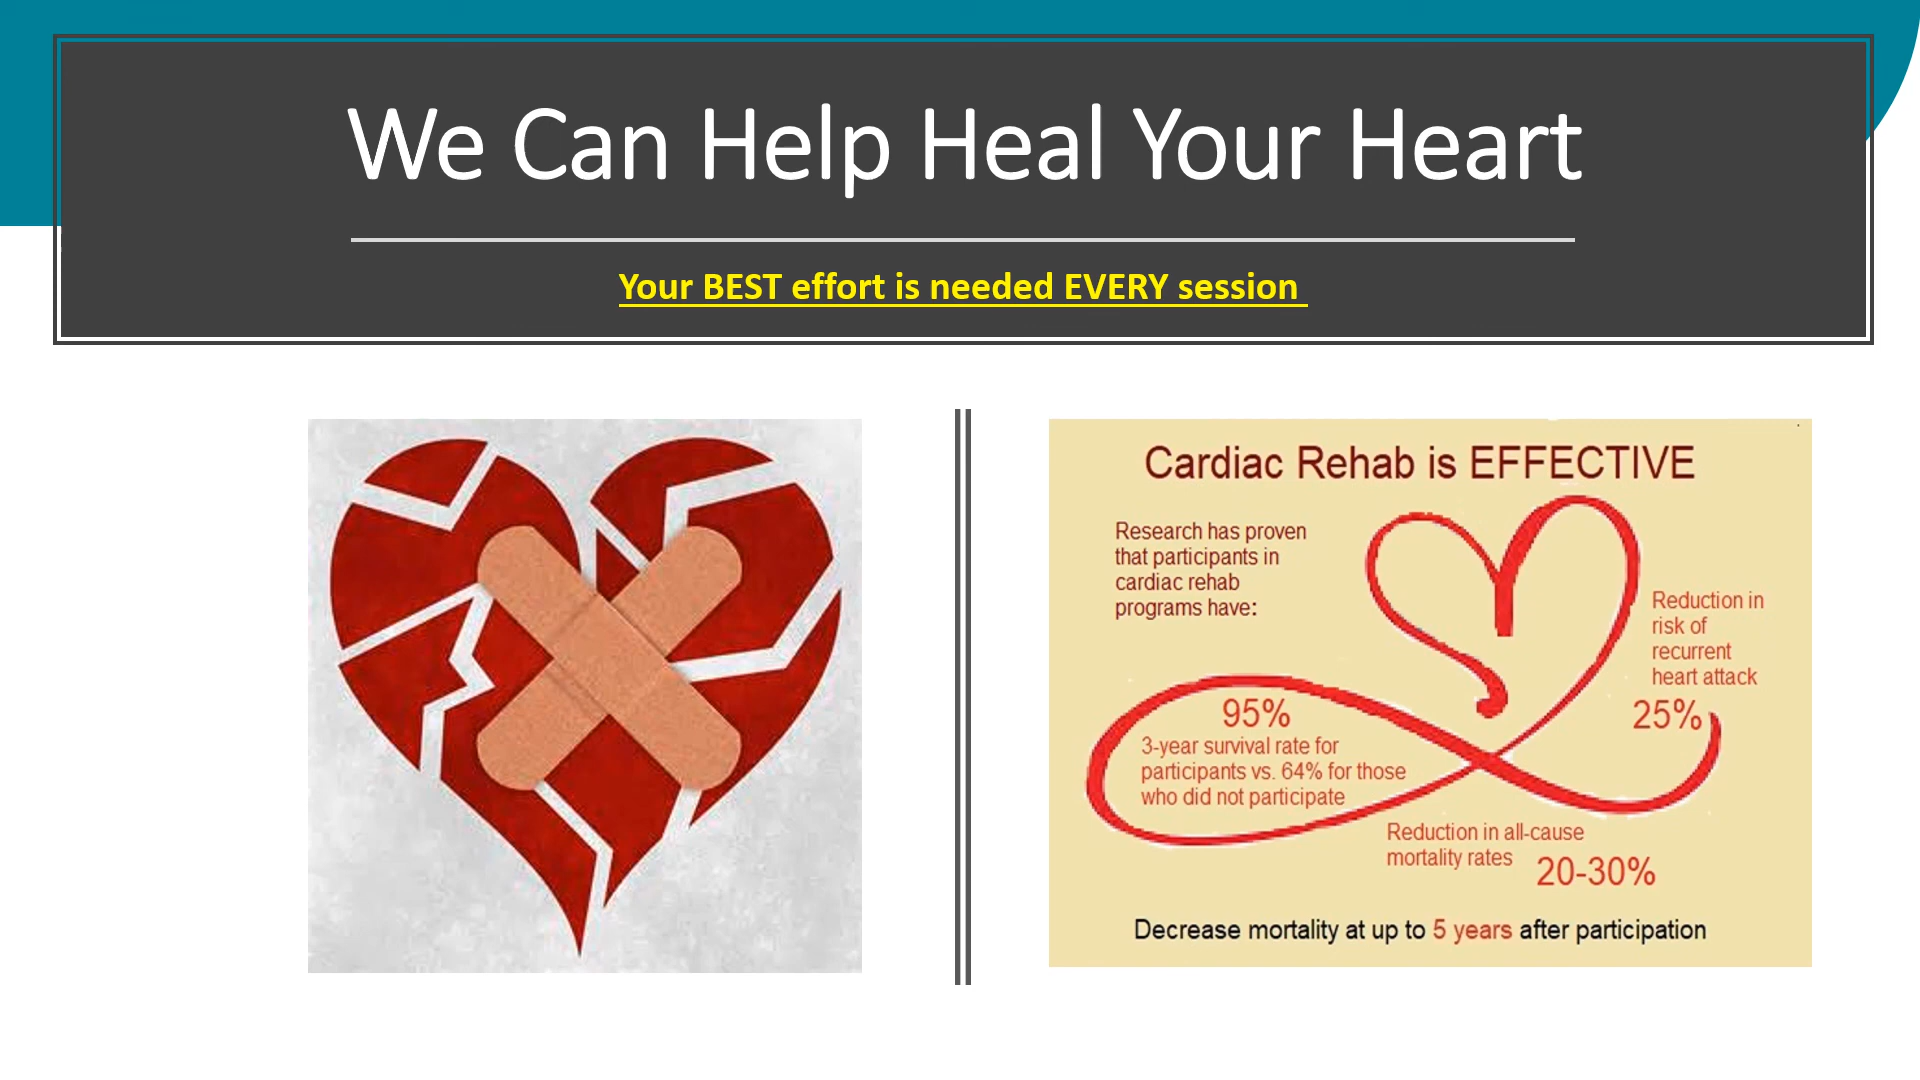 We Can Help Heal Your Heart
Your BEST effort is needed EVERY session
Cardiac Rehab is EFFECTIVE
Research has proven
that participants in
cardiac rehab
programs have:
Reduction in
risk of
recurrent
heart attack
25%
95%
3-year survival rate for
participants vs. 64% for those
who did not participate
Reduction in all-cause
mortality rates 20-30%
Decrease mortality at up to 5 years after participation